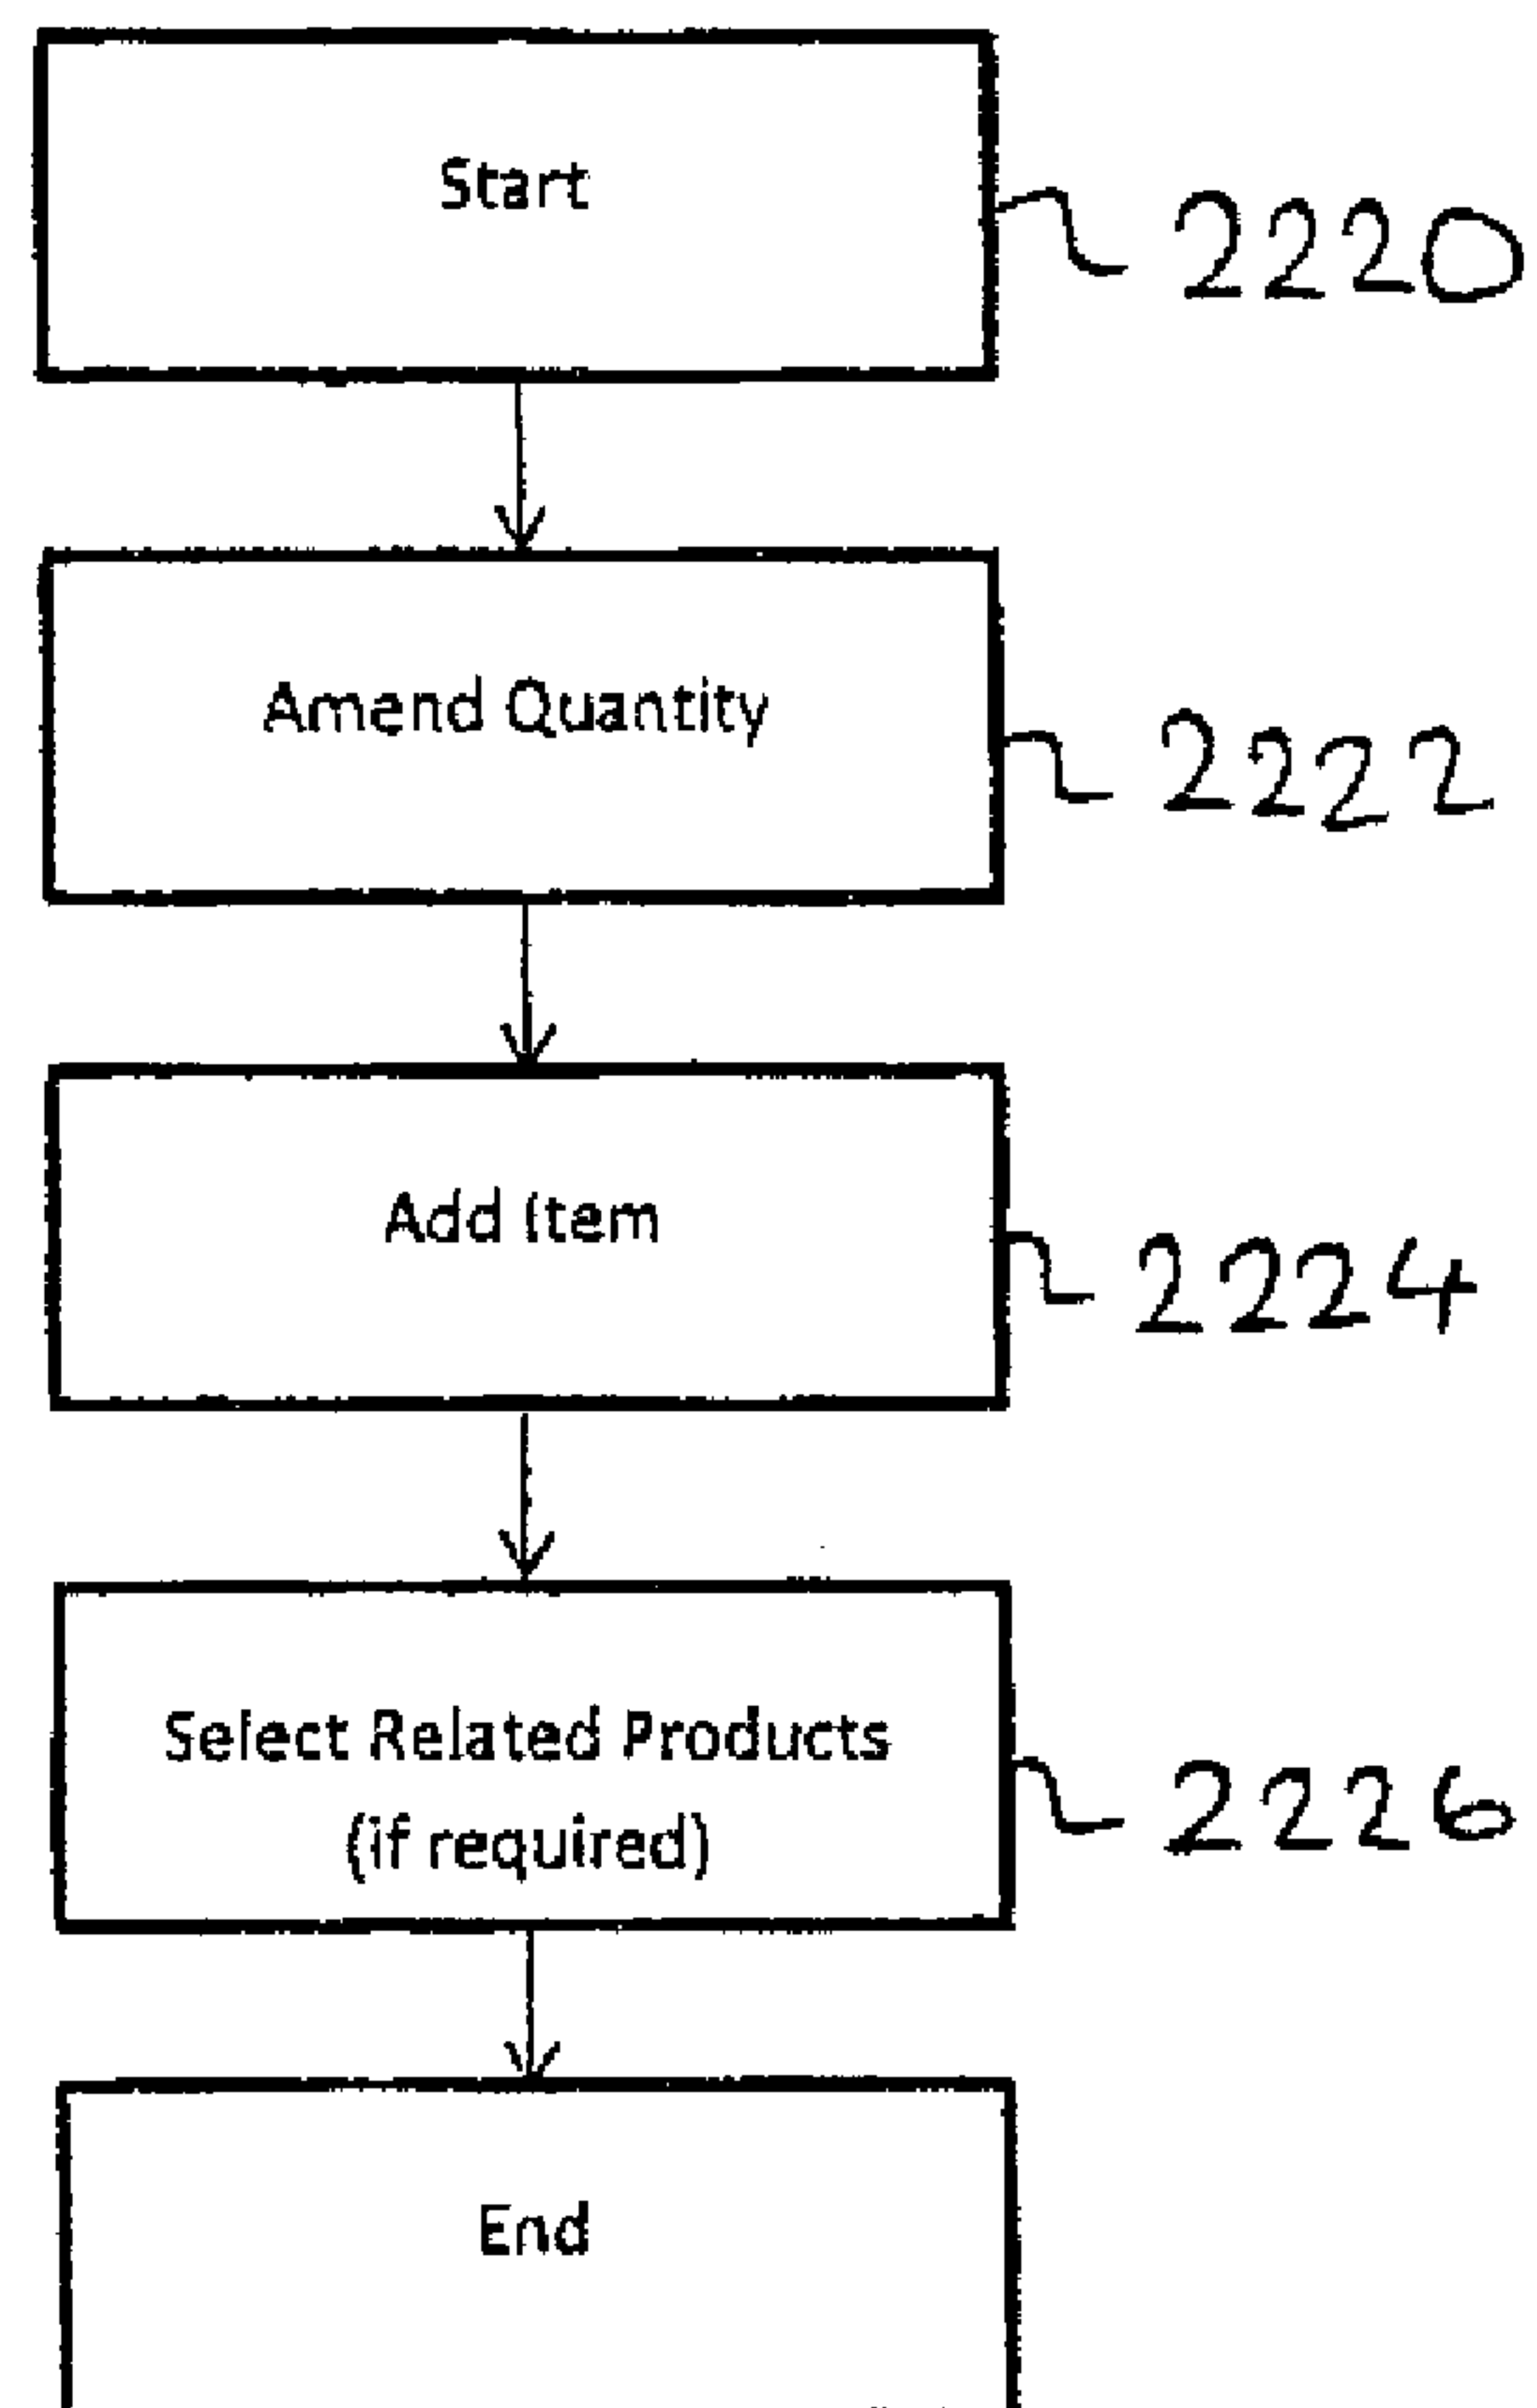 Start
2220
Amend Quantity
2222
Add Item
2224
Select Related Products
(if required)
2226
End